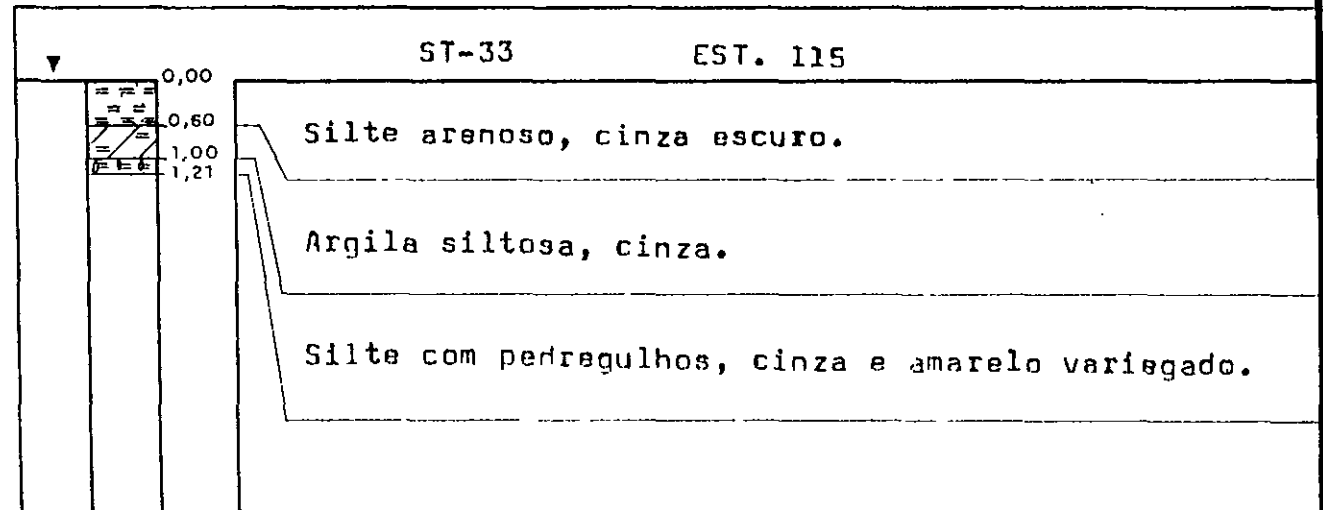 ST-33 EST. 115
0,00
0,60
Silte arenoso, cinza escuro.
1,00
1,21
Argila siltosa, cinza.
Silte com pedregulhos, cinza e amarelo variegado.